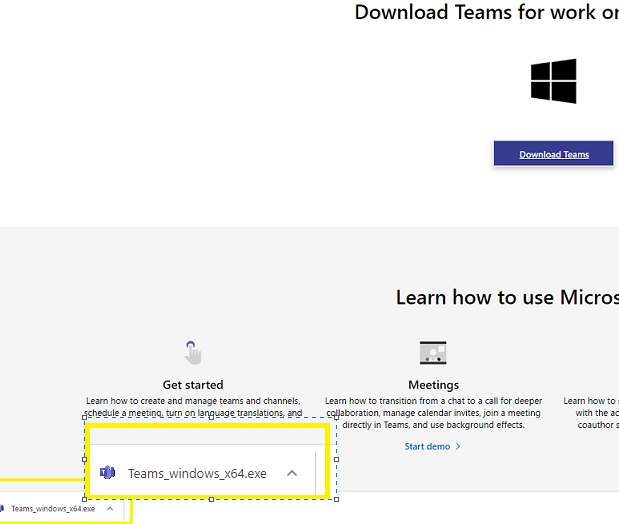 Download Teams for work o
Download Teams
Learn how to use Micros
Get started
Learn how to create and manage teams and channels,
schedule a meeting, turn on language translations, and
Meetings
Learn how to transition from a chat to a call for deeper
collaboration, manage calendar invites, join a meeting
directly in Teams, and use background effects.
Start demo
Learn how to
with the ac
coauthor s
Teams_windows_x64.exe
Teams_windows_x64.exe